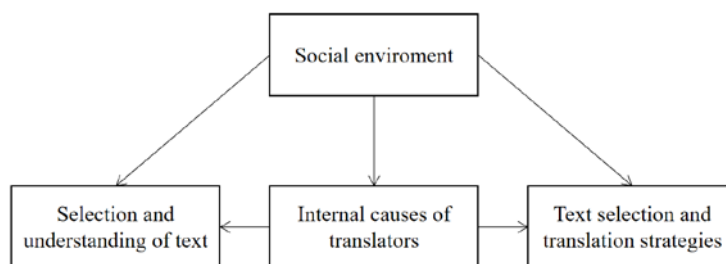 Social enviroment
Selection and
understanding of text
Internal causes of
translators
Text selection and
translation strategies